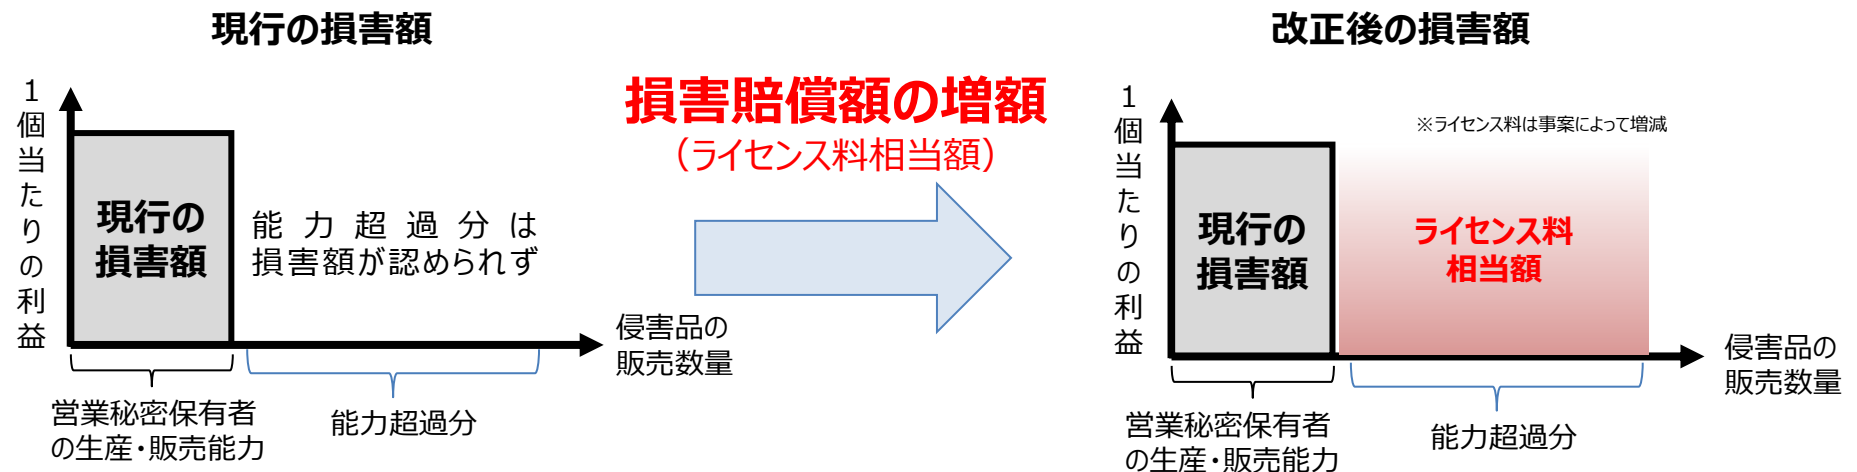 現行の損害額
1個当たりの利益
現行の
損害額
能力超過分は
損害額が認められず
侵害品の
販売数量
営業秘密保有者
の生産・販売能力
能力超過分
損害賠償額の増額
（ライセンス料相当額）
改正後の損害額
1個当たりの利益
※ライセンス料は事案によって増減
現行の
損害額
ライセンス料
相当額
侵害品の
販売数量
営業秘密保有者
の生産・販売能力
能力超過分